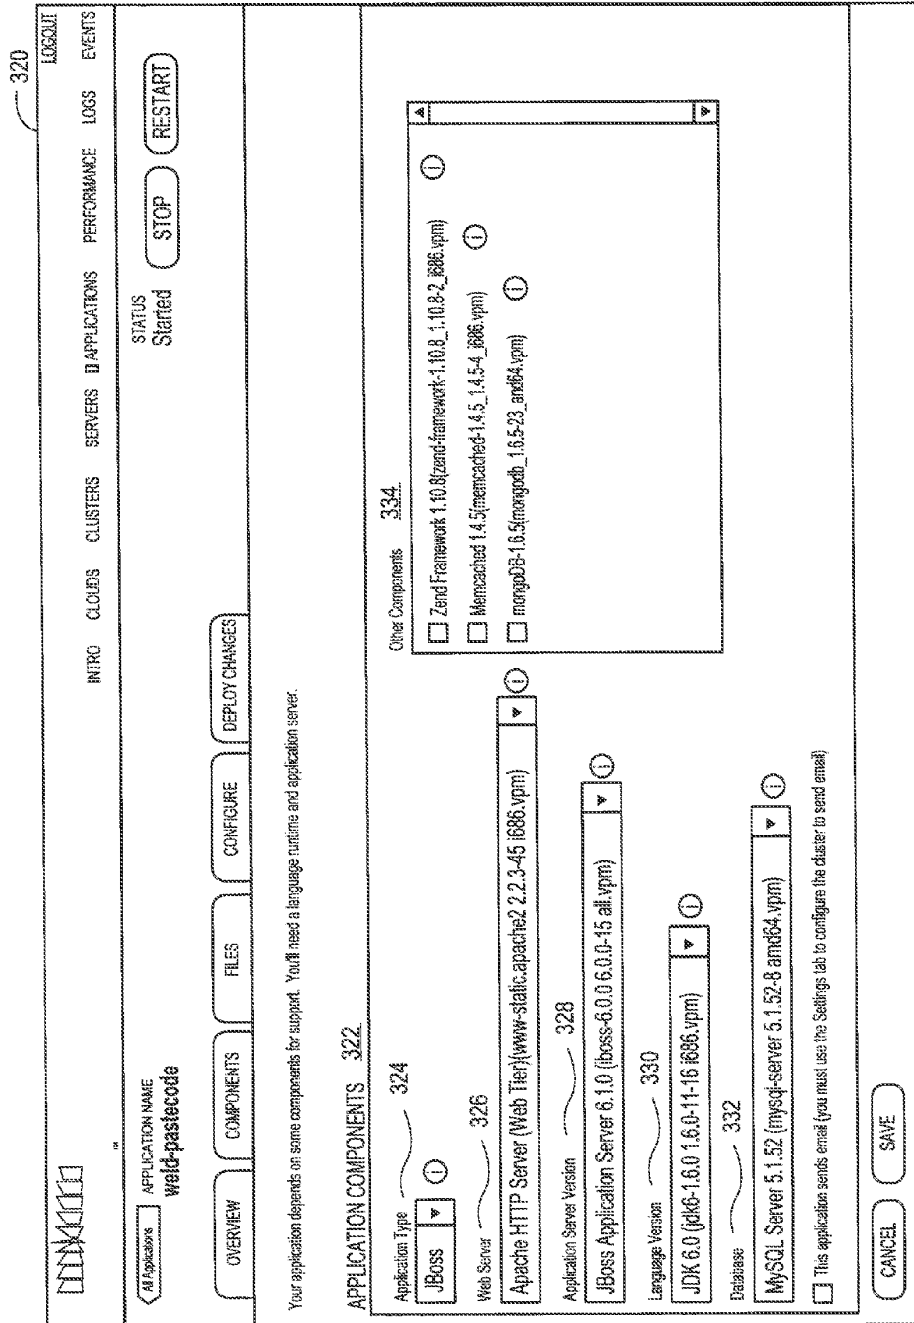 320
LOGOUT
INTRO CLOUDS CLUSTERS SERVERS APPLICATIONS PERFORMANCE LOGS EVENTS
All Applications
APPLICATION NAME
weld-pastecode
STATUS
Started
STOP
RESTART
OVERVIEW COMPONENTS FILES CONFIGURE DEPLOY CHANGES
Your application depends on some components for support. You'll need a language runtime and application server.
APPLICATION COMPONENTS 322
Application Type 324
JBoss i
Web Server 326
Apache HTTP Server (Web Tier)(www-static.apache2 2.2.3-45 i686.vpm) i
Application Server Version 328
JBoss Application Server 6.1.0 (iboss-6.0.0 6.0.0-15 all.vpm) i
Language Version 330
JDK 6.0 (jdk6-1.6.0 1.6.0-11-16 i686.vpm) i
Database 332
MySQL Server 5.1.52 (mysql-server 5.1.52-8 amd64.vpm) i
This application sends email (you must use the Settings tab to configure the cluster to send email)
Other Components 334
Zend Framework 1.10.8(zend-framework-1.10.8_1.10.8-2_i686.vpm) i
Memcached 1.4.5(memcached-1.4.5_1.4.5-4_i686.vpm) i
mongoDB-1.6.5(mongodb_1.6.5-23_and64.vpm) i
CANCEL SAVE